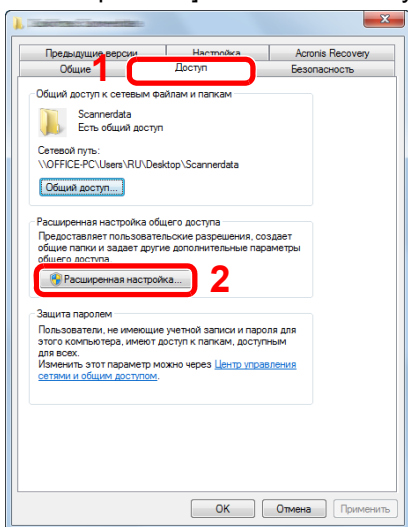 Предыдущие версии Настройка Acronis Recovery
Общие Доступ Безопасность
1
Общий доступ к сетевым файлам и папкам
Scannerdata
Есть общий доступ
Сетевой путь:
\\OFFICE-PC\Users\RU\Desktop\Scannerdata
Общий доступ...
Расширенная настройка общего доступа
Предоставляет пользовательские разрешения, создает
общие папки и задает другие дополнительные параметры
общего доступа.
Расширенная настройка...
2
Защита паролем
Пользователи, не имеющие учетной записи и пароля для
этого компьютера, имеют доступ к папкам, доступным
для всех.
Изменить этот параметр можно через Центр управления
сетями и общим доступом.
OK Отмена Применить